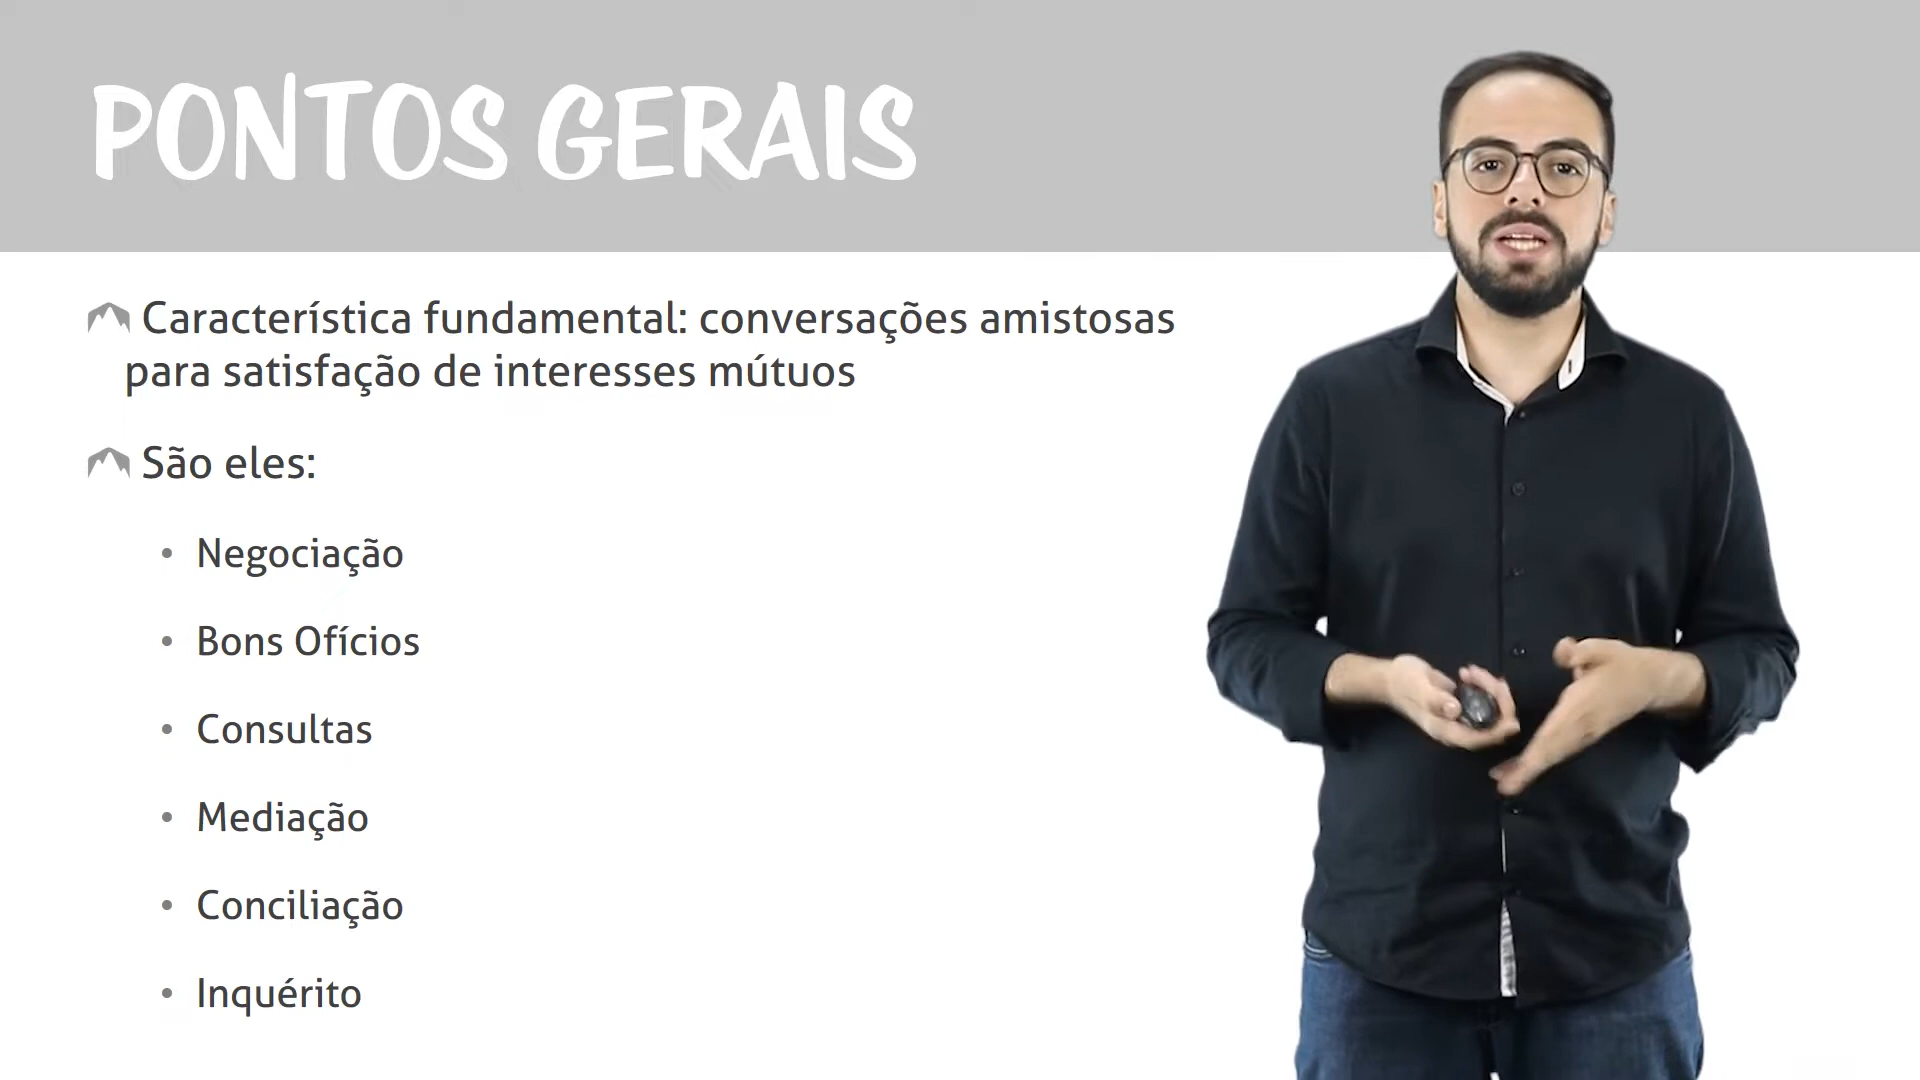 PONTOS GERAIS
Característica fundamental: conversações amistosas
para satisfação de interesses mútuos
São eles:
• Negociação
• Bons Ofícios
• Consultas
• Mediação
• Conciliação
• Inquérito